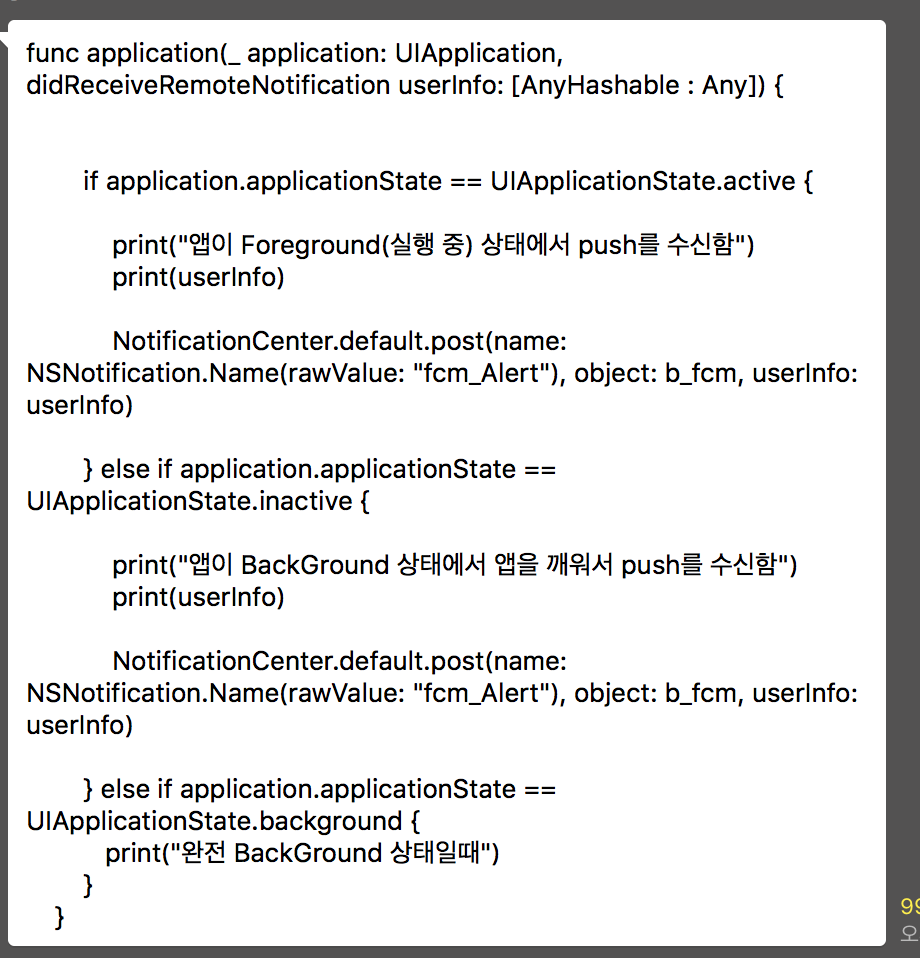 func application(_ application: UIApplication,
didReceiveRemoteNotification userInfo: [AnyHashable : Any]) {
if application.applicationState == UIApplicationState.active {
print("앱이 Foreground(실행 중) 상태에서 push를 수신함")
print(userInfo)
NotificationCenter.default.post(name:
NSNotification.Name(rawValue: "fcm_Alert"), object: b_fcm, userInfo:
userInfo)
} else if application.applicationState ==
UIApplicationState.inactive {
print("앱이 BackGround 상태에서 앱을 깨워서 push를 수신함")
print(userInfo)
NotificationCenter.default.post(name:
NSNotification.Name(rawValue: "fcm_Alert"), object: b_fcm, userInfo:
userInfo)
} else if application.applicationState ==
UIApplicationState.background {
print("완전 BackGround 상태일때")
}
}
99
오